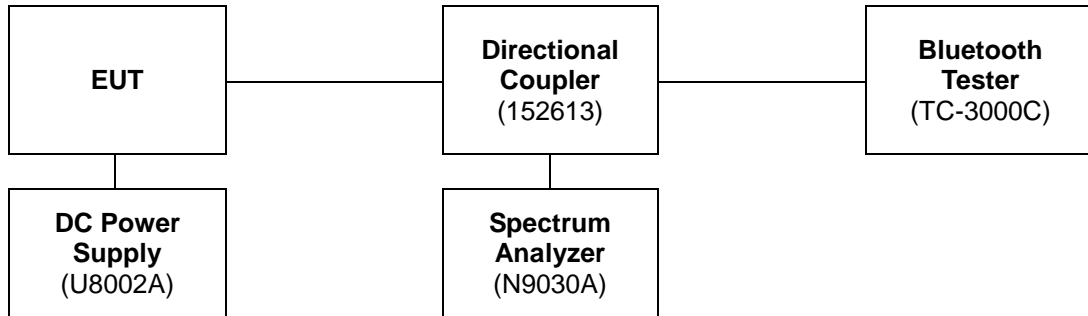 EUT
Directional
Coupler
(152613)
Bluetooth
Tester
(TC-3000C)
DC Power
Supply
(U8002A)
Spectrum
Analyzer
(N9030A)